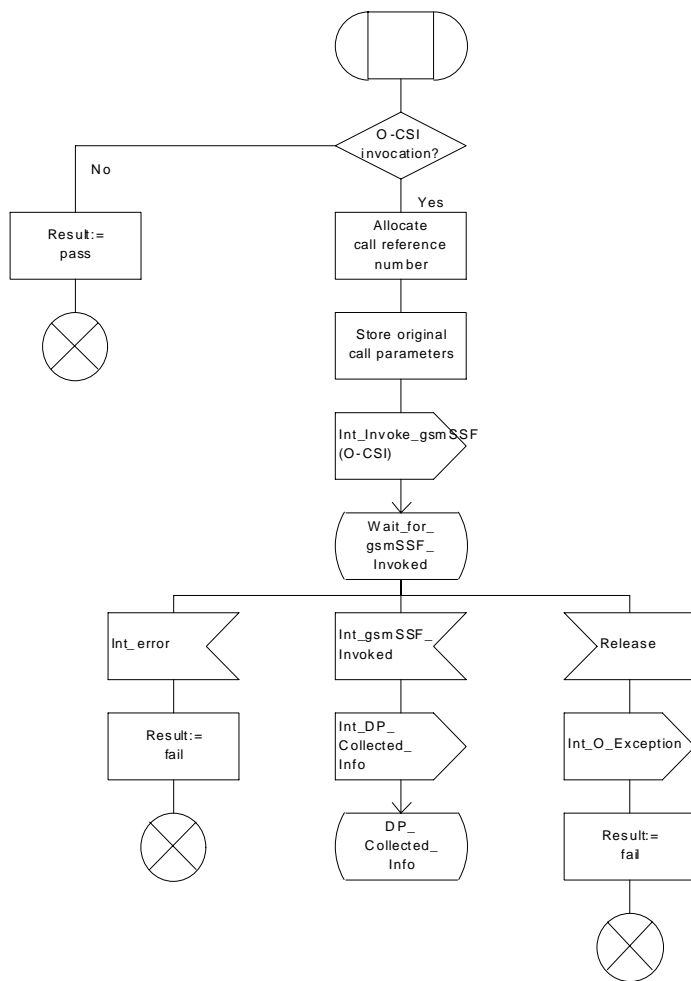 O-CSI
invocation?
No
Yes
Result:=
pass
Allocate
call reference
number
Store original
call parameters
Int_Invoke_gsmSSF
(O-CSI)
Wait_for_
gsmSSF_
Invoked
Int_error
Int_gsmSSF_
Invoked
Release
Result:=
fail
Int_DP_
Collected_
Info
Int_O_Exception
DP_
Collected_
Info
Result:=
fail